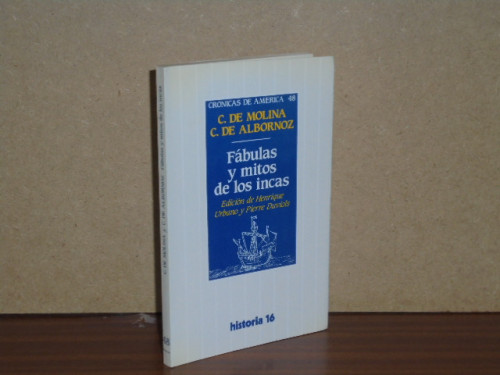 CRÓNICAS DE AMÉRICA 48
C. DE MOLINA
C. DE ALBORNOZ
Fábulas
y mitos
de los incas
Edición de Henrique
Urbano y Pierre Duviols
historia 16